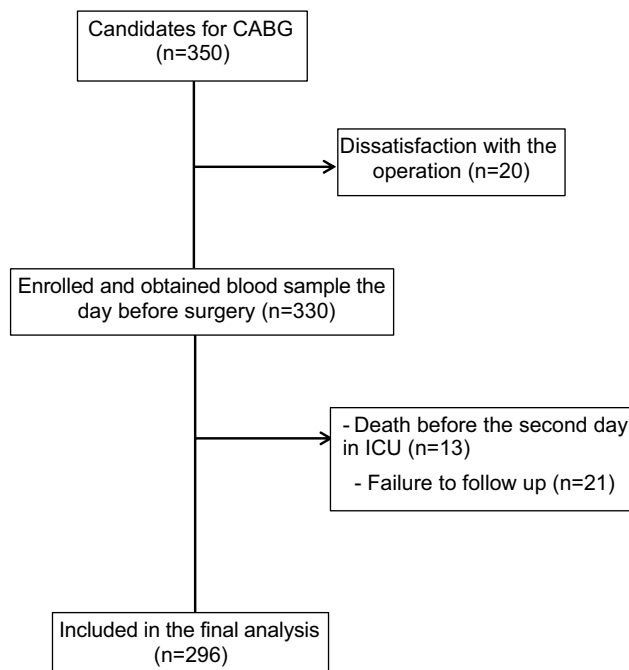 Candidates for CABG
(n=350)
Dissatisfaction with the
operation (n=20)
Enrolled and obtained blood sample the
day before surgery (n=330)
- Death before the second day
in ICU (n=13)
- Failure to follow up (n=21)
Included in the final analysis
(n=296)